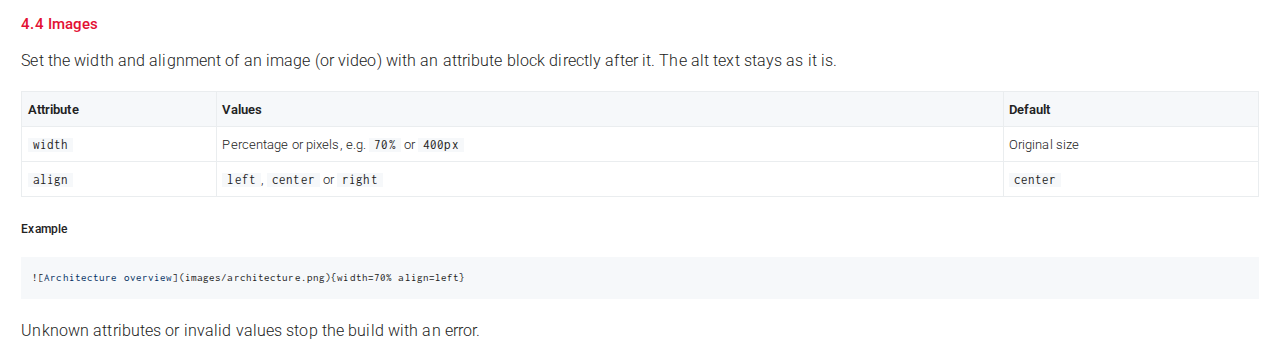 4.4 Images
Set the width and alignment of an image (or video) with an attribute block directly after it. The alt text stays as it is.
Attribute Values Default
width Percentage or pixels, e.g. 70% or 400px Original size
align left , center or right center
Example
![Architecture overview](images/architecture.png){width=70% align=left}
Unknown attributes or invalid values stop the build with an error.